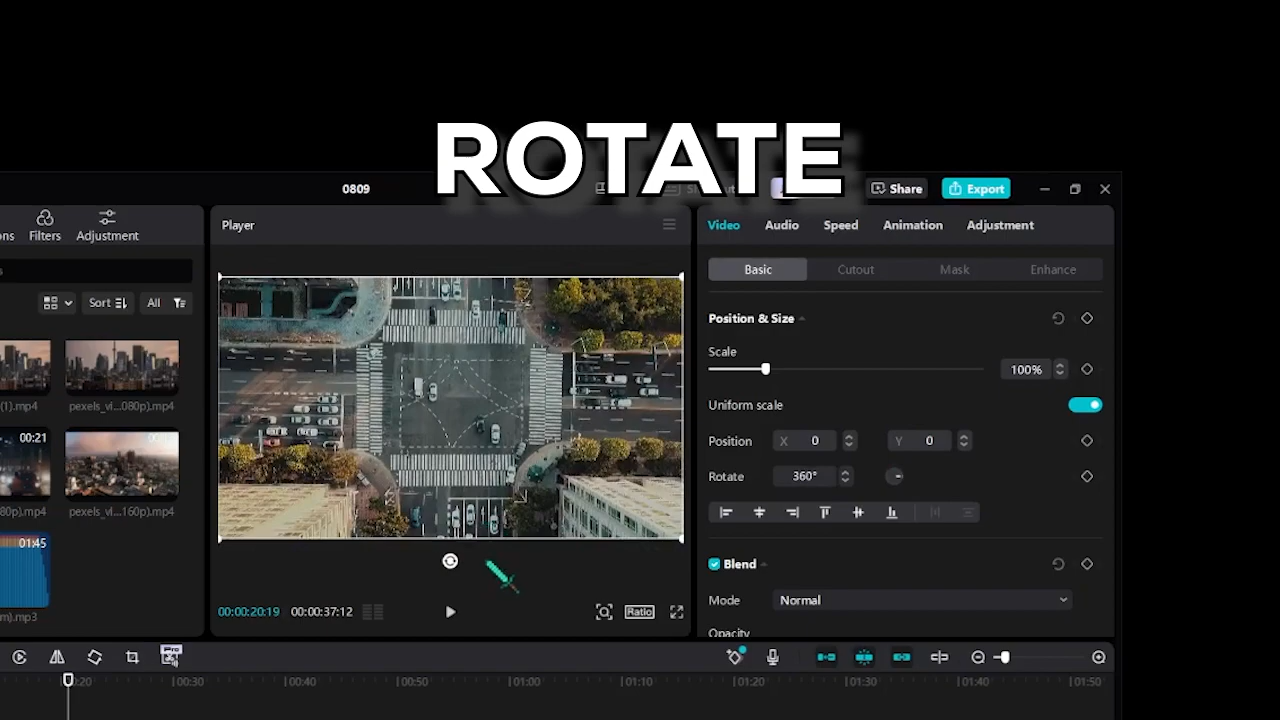 ROTATE
0809
Share
Export
ons
Filters
Adjustment
Player
Video
Audio
Speed
Animation
Adjustment
s
Sort
All
Basic
Cutout
Mask
Enhance
Position & Size
Scale
100%
Uniform scale
Position
X 0
Y 0
Rotate
360°
(1).mp4
pexels_vi...080p).mp4
00:21
80p).mp4
pexels_vi...160p).mp4
01:45
m).mp3
Blend
Mode
Normal
Opacity
00:00:20:19
00:00:37:12
Ratio
Pro
00:20
00:30
00:40
00:50
01:00
01:10
01:20
01:30
01:40
01:50